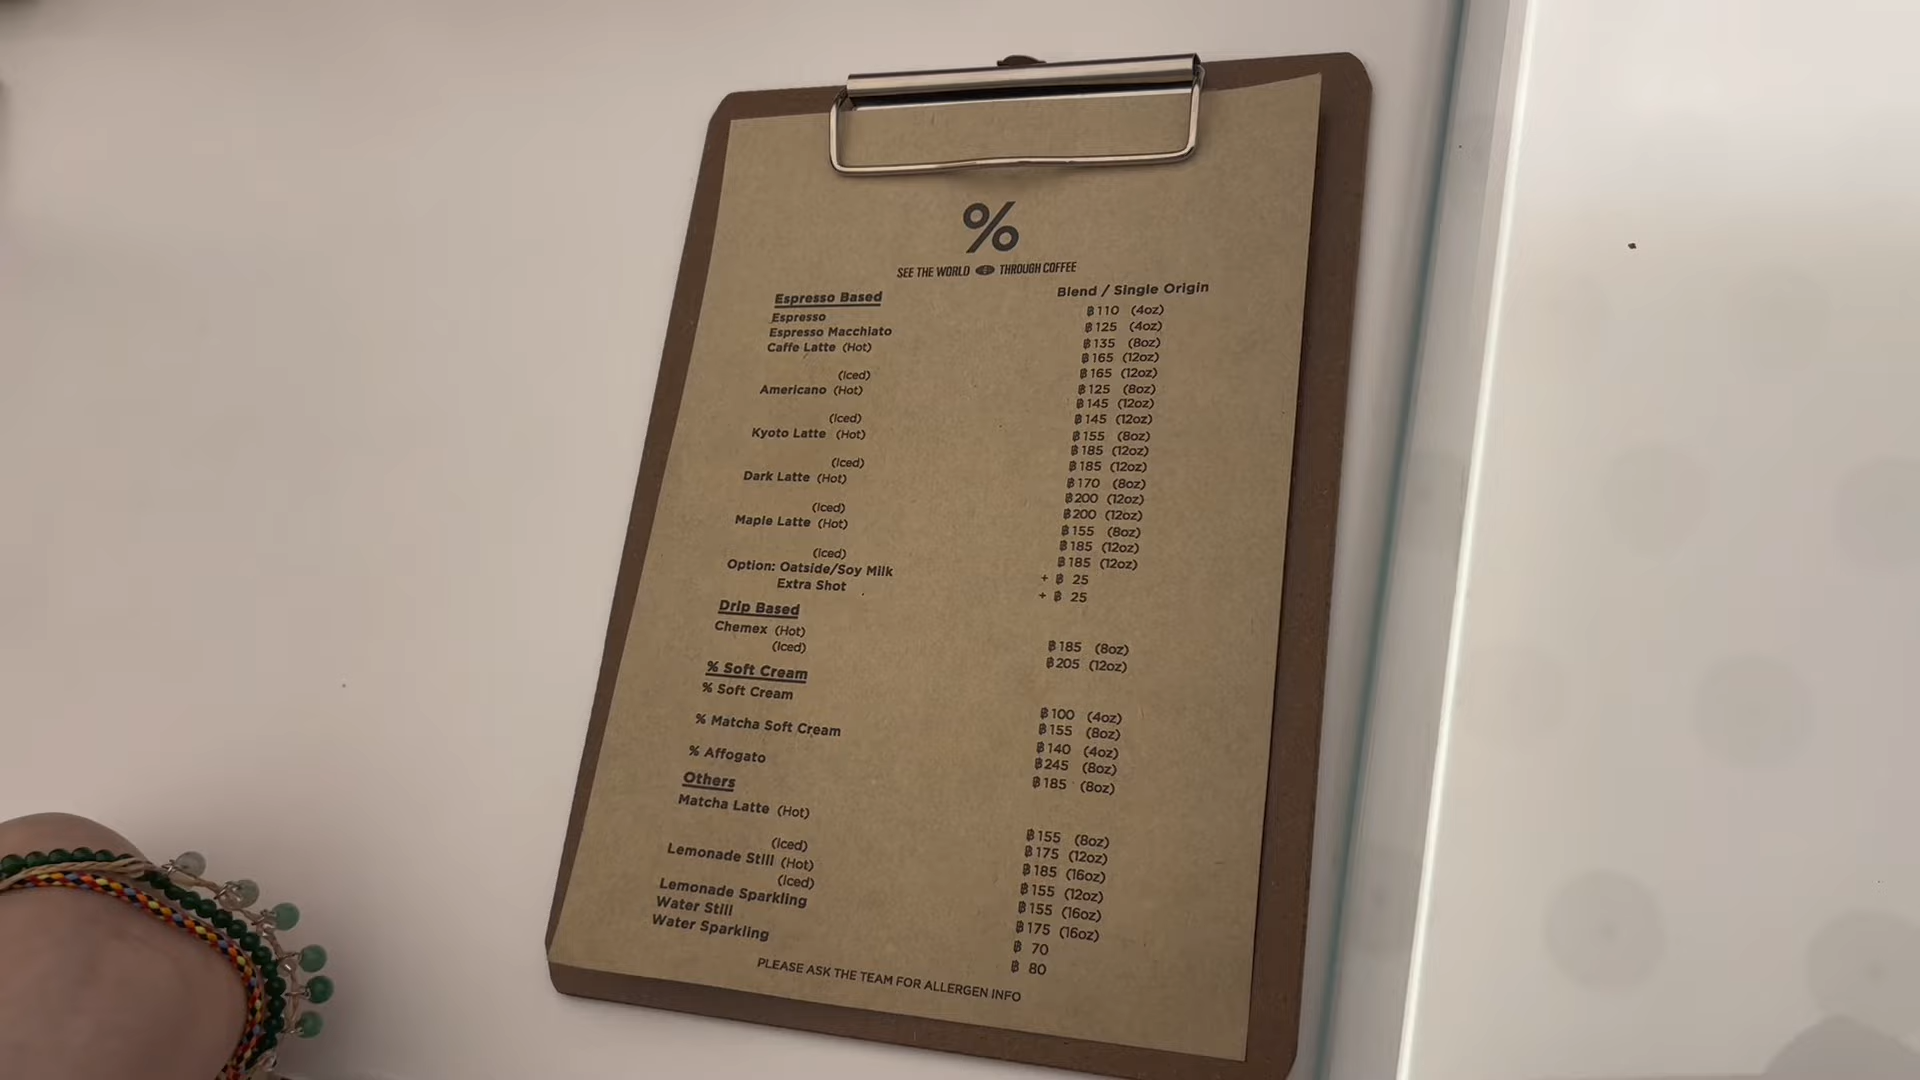 %
SEE THE WORLD THROUGH COFFEE
Blend / Single Origin
Espresso Based
Espresso ฿110 (4oz)
Espresso Macchiato ฿125 (4oz)
Caffe Latte (Hot) ฿135 (8oz)
฿165 (12oz)
(Iced) ฿165 (12oz)
Americano (Hot) ฿125 (8oz)
฿145 (12oz)
(Iced) ฿145 (12oz)
Kyoto Latte (Hot) ฿155 (8oz)
฿185 (12oz)
(Iced) ฿185 (12oz)
Dark Latte (Hot) ฿170 (8oz)
฿200 (12oz)
(Iced) ฿200 (12oz)
Maple Latte (Hot) ฿155 (8oz)
฿185 (12oz)
(Iced) ฿185 (12oz)
Option: Oatside/Soy Milk + ฿ 25
Extra Shot + ฿ 25
Drip Based
Chemex (Hot) ฿185 (8oz)
(Iced) ฿205 (12oz)
% Soft Cream
% Soft Cream ฿100 (4oz)
฿155 (8oz)
% Matcha Soft Cream ฿140 (4oz)
฿245 (8oz)
% Affogato ฿185 (8oz)
Others
Matcha Latte (Hot) ฿155 (8oz)
฿175 (12oz)
(Iced) ฿185 (16oz)
Lemonade Still (Hot) ฿155 (12oz)
(Iced) ฿155 (16oz)
Lemonade Sparkling ฿175 (16oz)
Water Still ฿ 70
Water Sparkling ฿ 80
PLEASE ASK THE TEAM FOR ALLERGEN INFO